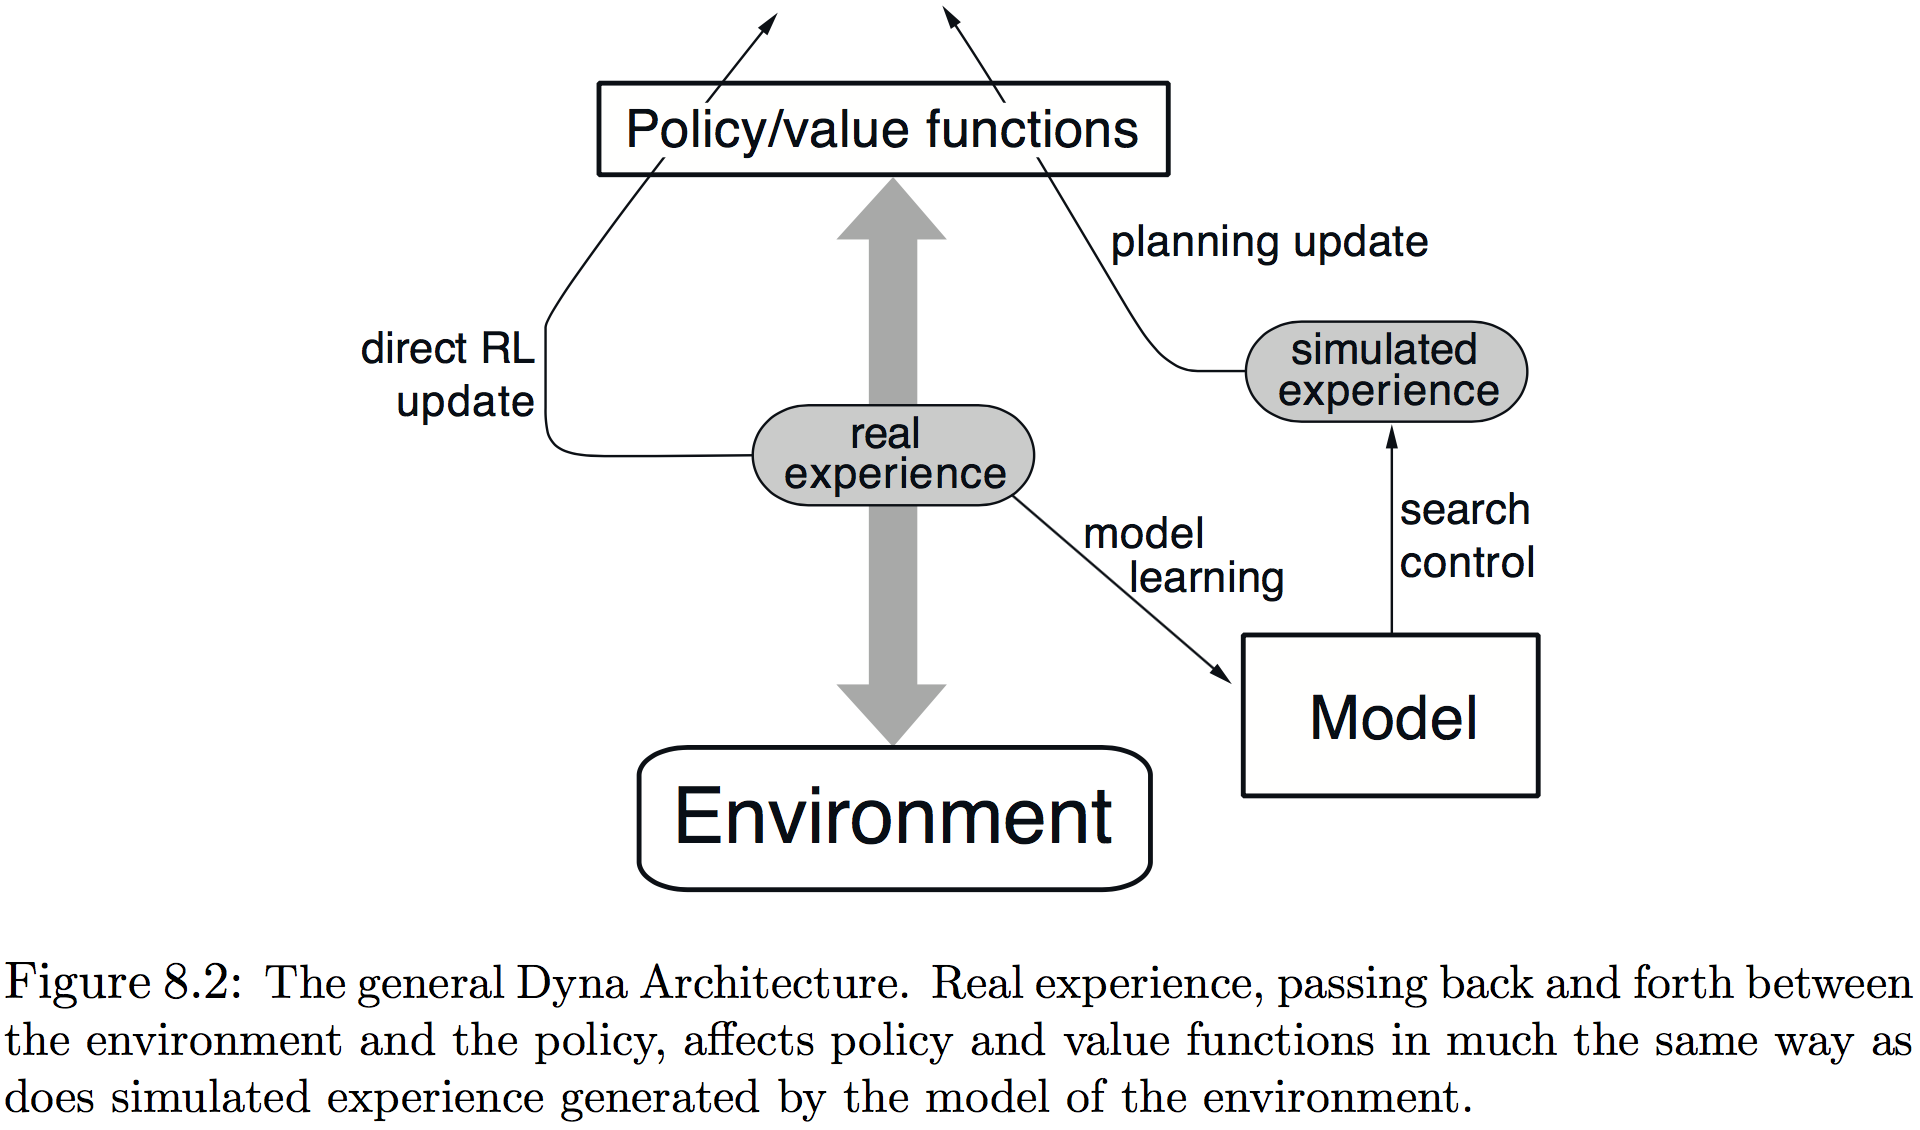 Policy/value functions
planning update
direct RL
update
simulated
experience
real
experience
model
learning
search
control
Model
Environment
Figure 8.2: The general Dyna Architecture. Real experience, passing back and forth between
the environment and the policy, affects policy and value functions in much the same way as
does simulated experience generated by the model of the environment.